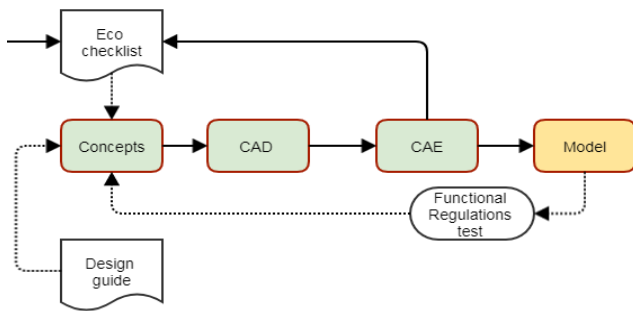 Eco
checklist
Concepts
CAD
CAE
Model
Functional
Regulations
test
Design
guide